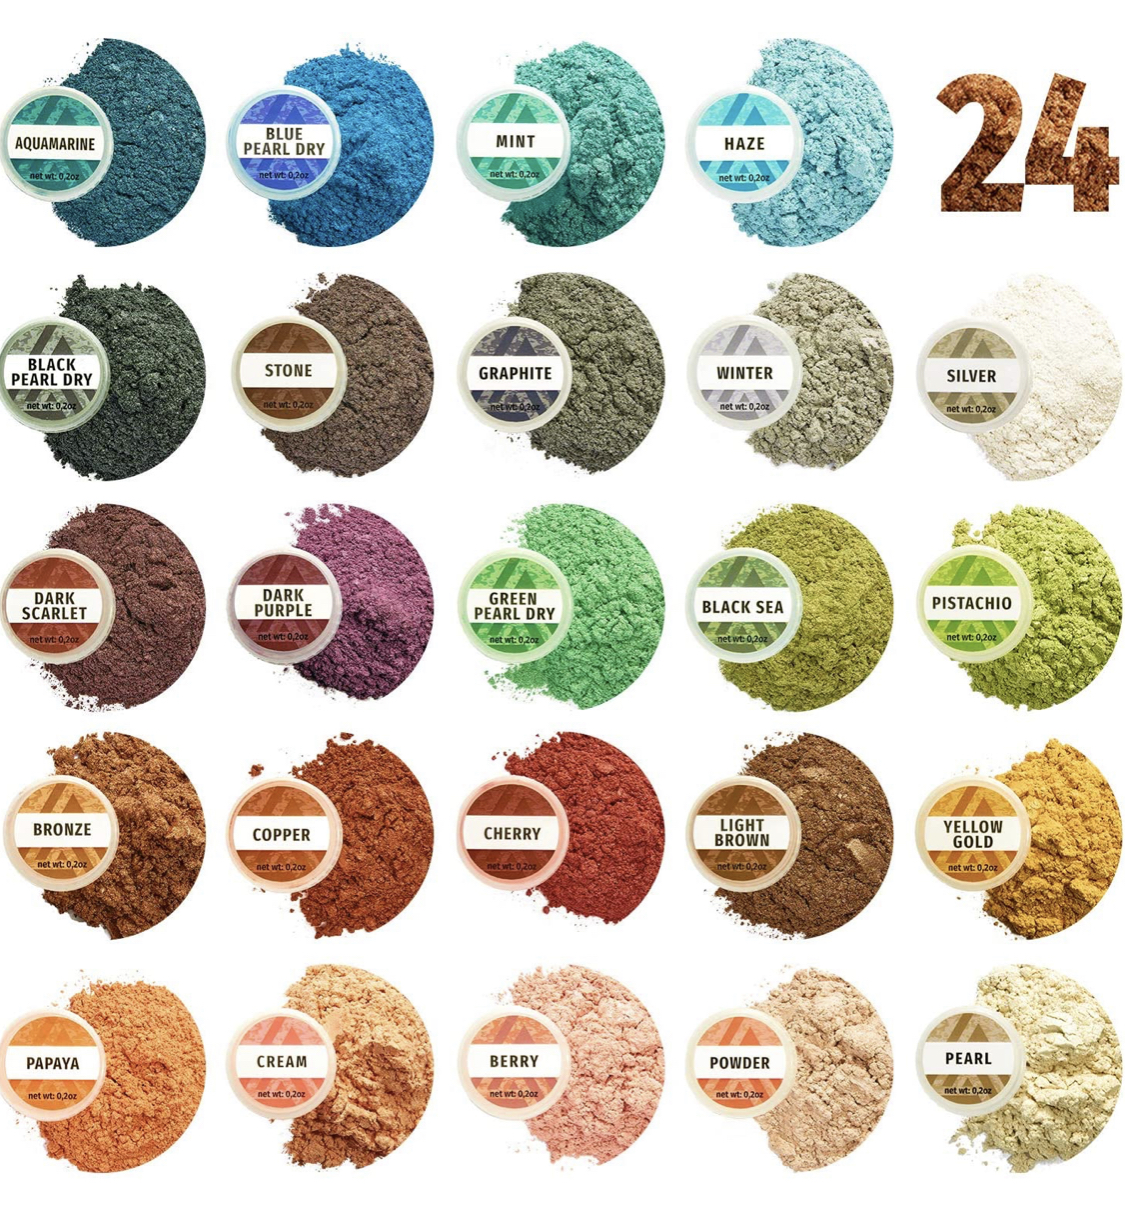 AQUAMARINE
net wt: 0,2oz
BLUE
PEARL DRY
net wt: 0,2oz
MINT
net wt: 0,2oz
HAZE
net wt: 0,2oz
24
BLACK
PEARL DRY
net wt: 0,2oz
STONE
net wt: 0,2oz
GRAPHITE
net wt: 0,2oz
WINTER
net wt: 0,2oz
SILVER
net wt: 0,2oz
DARK
SCARLET
net wt: 0,2oz
DARK
PURPLE
net wt: 0,2oz
GREEN
PEARL DRY
net wt: 0,2oz
BLACK SEA
net wt: 0,2oz
PISTACHIO
net wt: 0,2oz
BRONZE
net wt: 0,2oz
COPPER
net wt: 0,2oz
CHERRY
net wt: 0,2oz
LIGHT
BROWN
net wt: 0,2oz
YELLOW
GOLD
net wt: 0,2oz
PAPAYA
net wt: 0,2oz
CREAM
net wt: 0,2oz
BERRY
net wt: 0,2oz
POWDER
net wt: 0,2oz
PEARL
net wt: 0,2oz